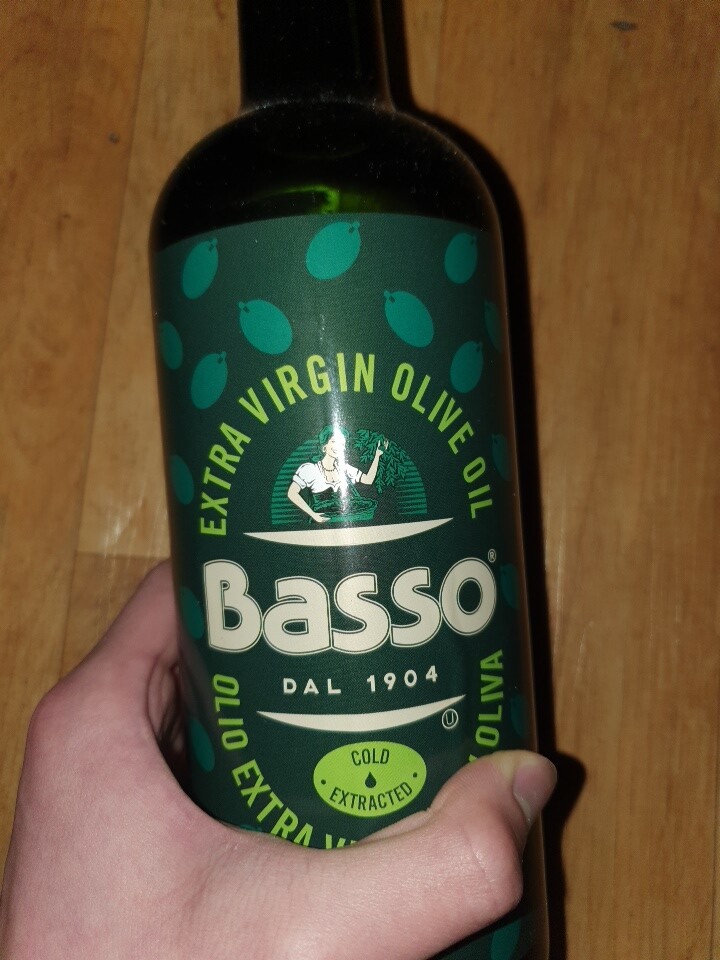 EXTRA VIRGIN OLIVE OIL
Basso®
DAL 1904
U
COLD
EXTRACTED
OLIO EXTRA OLIVA